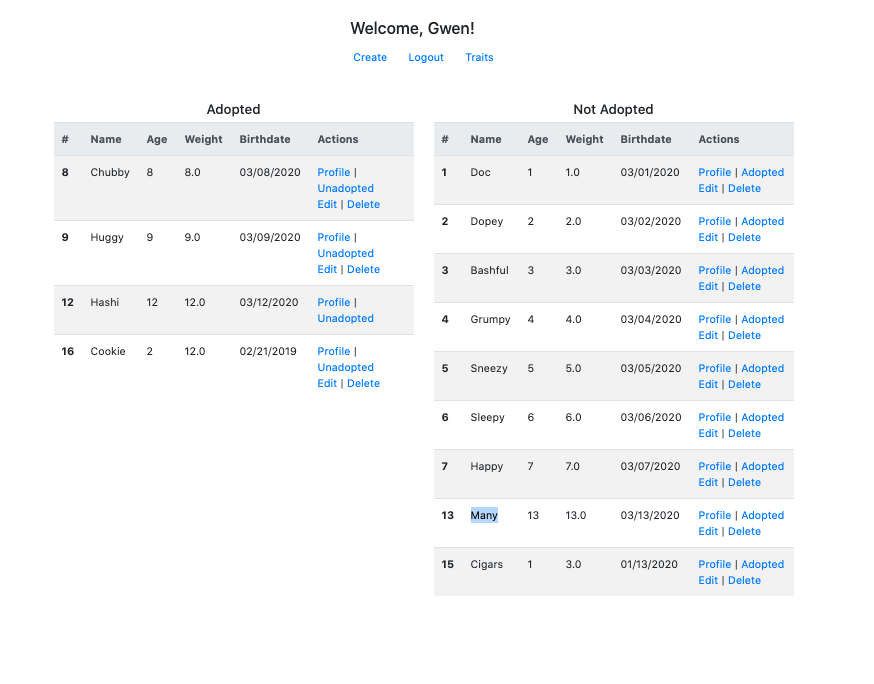 Welcome, Gwen!
Create Logout Traits
Adopted
# Name Age Weight Birthdate Actions
8 Chubby 8 8.0 03/08/2020 Profile |
Unadopted
Edit | Delete
9 Huggy 9 9.0 03/09/2020 Profile |
Unadopted
Edit | Delete
12 Hashi 12 12.0 03/12/2020 Profile |
Unadopted
16 Cookie 2 12.0 02/21/2019 Profile |
Unadopted
Edit | Delete
Not Adopted
# Name Age Weight Birthdate Actions
1 Doc 1 1.0 03/01/2020 Profile | Adopted
Edit | Delete
2 Dopey 2 2.0 03/02/2020 Profile | Adopted
Edit | Delete
3 Bashful 3 3.0 03/03/2020 Profile | Adopted
Edit | Delete
4 Grumpy 4 4.0 03/04/2020 Profile | Adopted
Edit | Delete
5 Sneezy 5 5.0 03/05/2020 Profile | Adopted
Edit | Delete
6 Sleepy 6 6.0 03/06/2020 Profile | Adopted
Edit | Delete
7 Happy 7 7.0 03/07/2020 Profile | Adopted
Edit | Delete
13 Many 13 13.0 03/13/2020 Profile | Adopted
Edit | Delete
15 Cigars 1 3.0 01/13/2020 Profile | Adopted
Edit | Delete